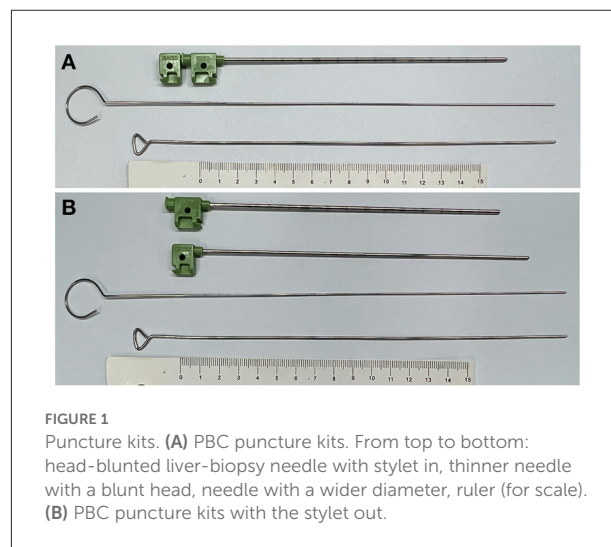 A
0 1 2 3 4 5 6 7 8 9 10 11 12 13 14 15
B
0 1 2 3 4 5 6 7 8 9 10 11 12 13 14 15
FIGURE 1
Puncture kits. (A) PBC puncture kits. From top to bottom:
head-blunted liver-biopsy needle with stylet in, thinner needle
with a blunt head, needle with a wider diameter, ruler (for scale).
(B) PBC puncture kits with the stylet out.